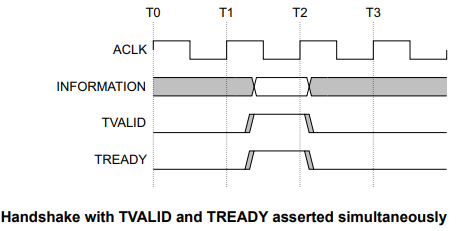 T0 T1 T2 T3
ACLK
INFORMATION
TVALID
TREADY
Handshake with TVALID and TREADY asserted simultaneously